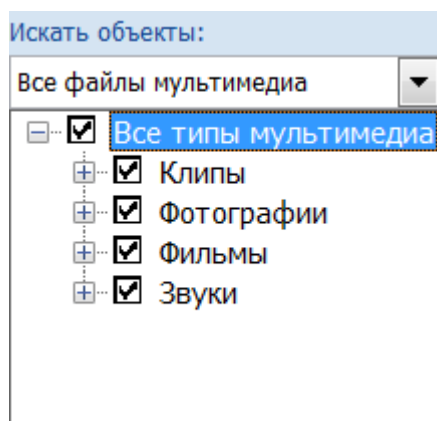 Искать объекты:
Все файлы мультимедиа
Все типы мультимедиа
Клипы
Фотографии
Фильмы
Звуки